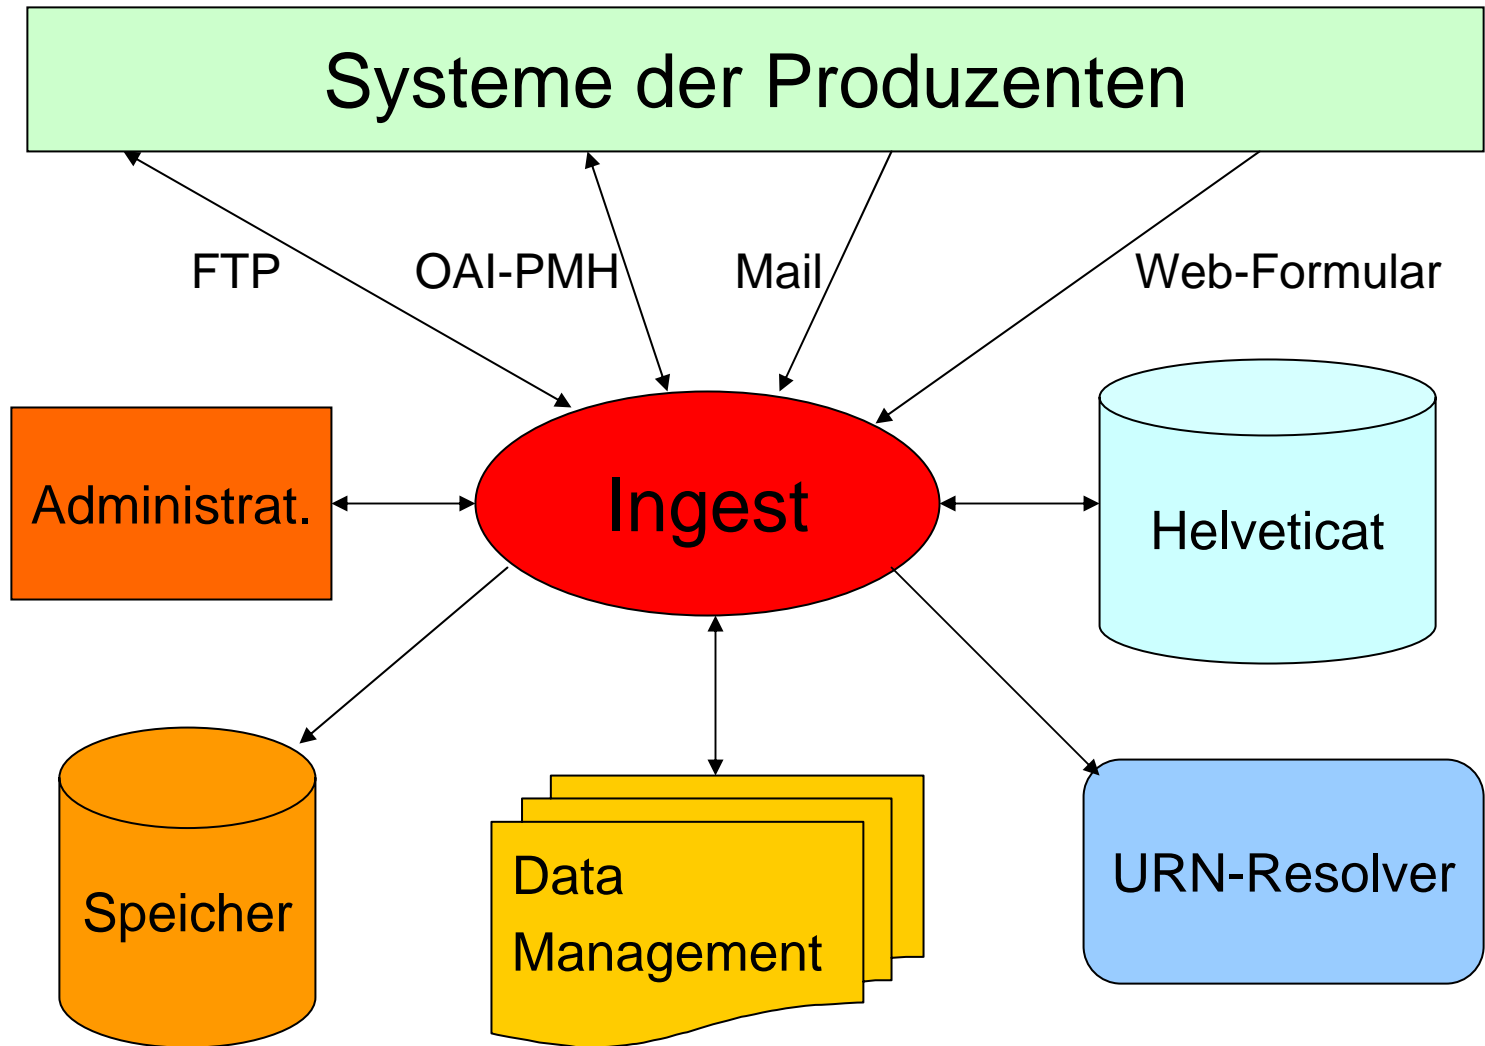 Systeme der Produzenten
FTP
OAI-PMH
Mail
Web-Formular
Administrat.
Ingest
Helveticat
Speicher
Data
Management
URN-Resolver